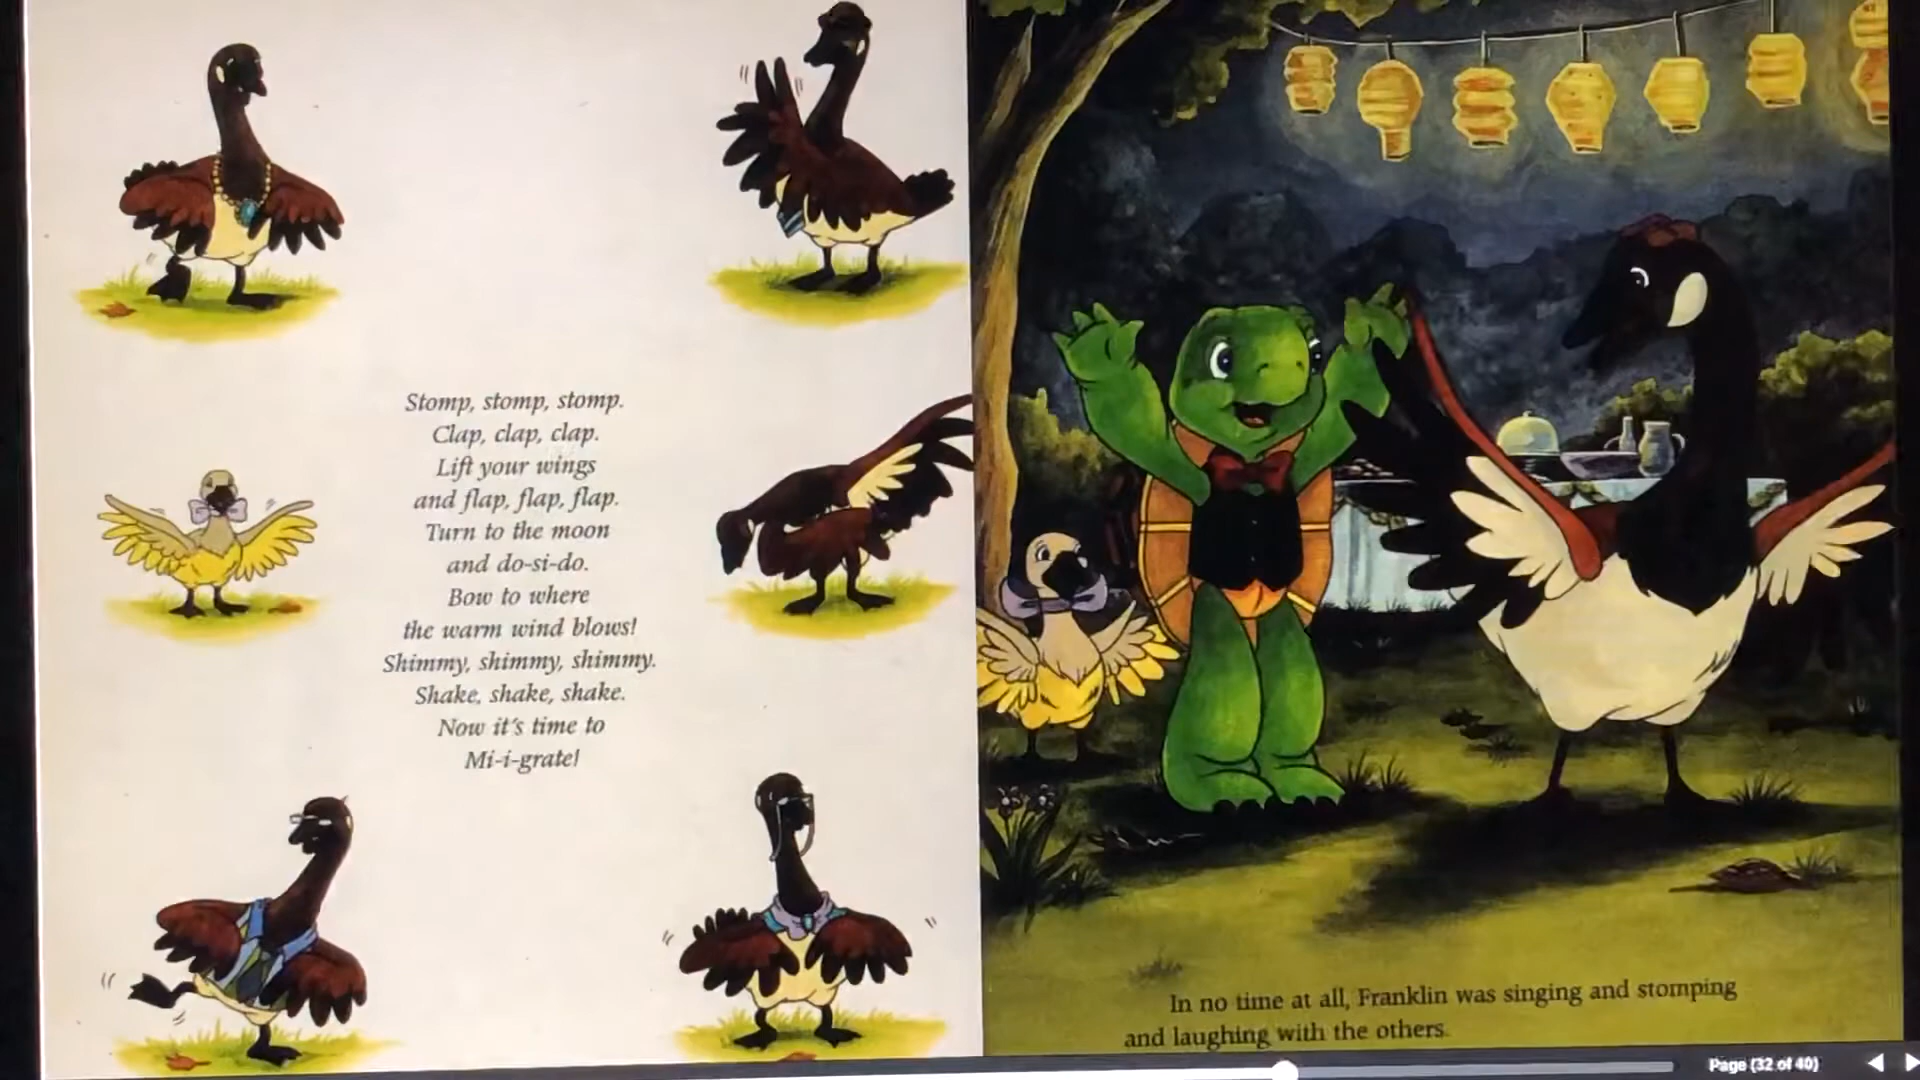 Stomp, stomp, stomp.
Clap, clap, clap.
Lift your wings
and flap, flap, flap.
Turn to the moon
and do-si-do.
Bow to where
the warm wind blows!
Shimmy, shimmy, shimmy.
Shake, shake, shake.
Now it's time to
Mi-i-grate!
In no time at all, Franklin was singing and stomping
and laughing with the others.
Page (32 of 40)